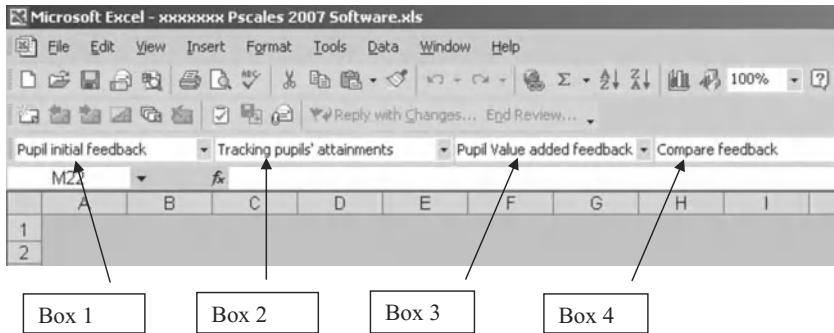 Microsoft Excel - xxxxxxx Pscales 2007 Software.xls
File Edit View Insert Format Tools Data Window Help
100%
Reply with Changes... End Review...
Pupil initial feedback Tracking pupils' attainments Pupil Value added feedback Compare feedback
M22 fx
A B C D E F G H I
1
2
Box 1 Box 2 Box 3 Box 4